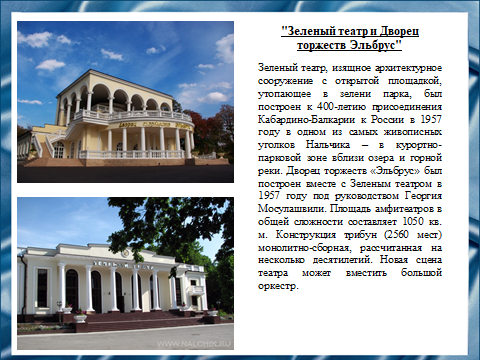 "Зеленый театр и Дворец
торжеств Эльбрус"
Зеленый театр, изящное архитектурное
сооружение с открытой площадкой,
утопающее в зелени парка, был
построен к 400-летию присоединения
Кабардино-Балкарии к России в 1957
году в одном из самых живописных
уголков Нальчика – в курортно-
парковой зоне вблизи озера и горной
реки. Дворец торжеств «Эльбрус» был
построен вместе с Зеленым театром в
1957 году под руководством Георгия
Мосулашвили. Площадь амфитеатров в
общей сложности составляет 1050 кв.
м. Конструкция трибун (2560 мест)
монолитно-сборная, рассчитанная на
несколько десятилетий. Новая сцена
театра может вместить большой
оркестр.
WWW.NALCHIK.RU